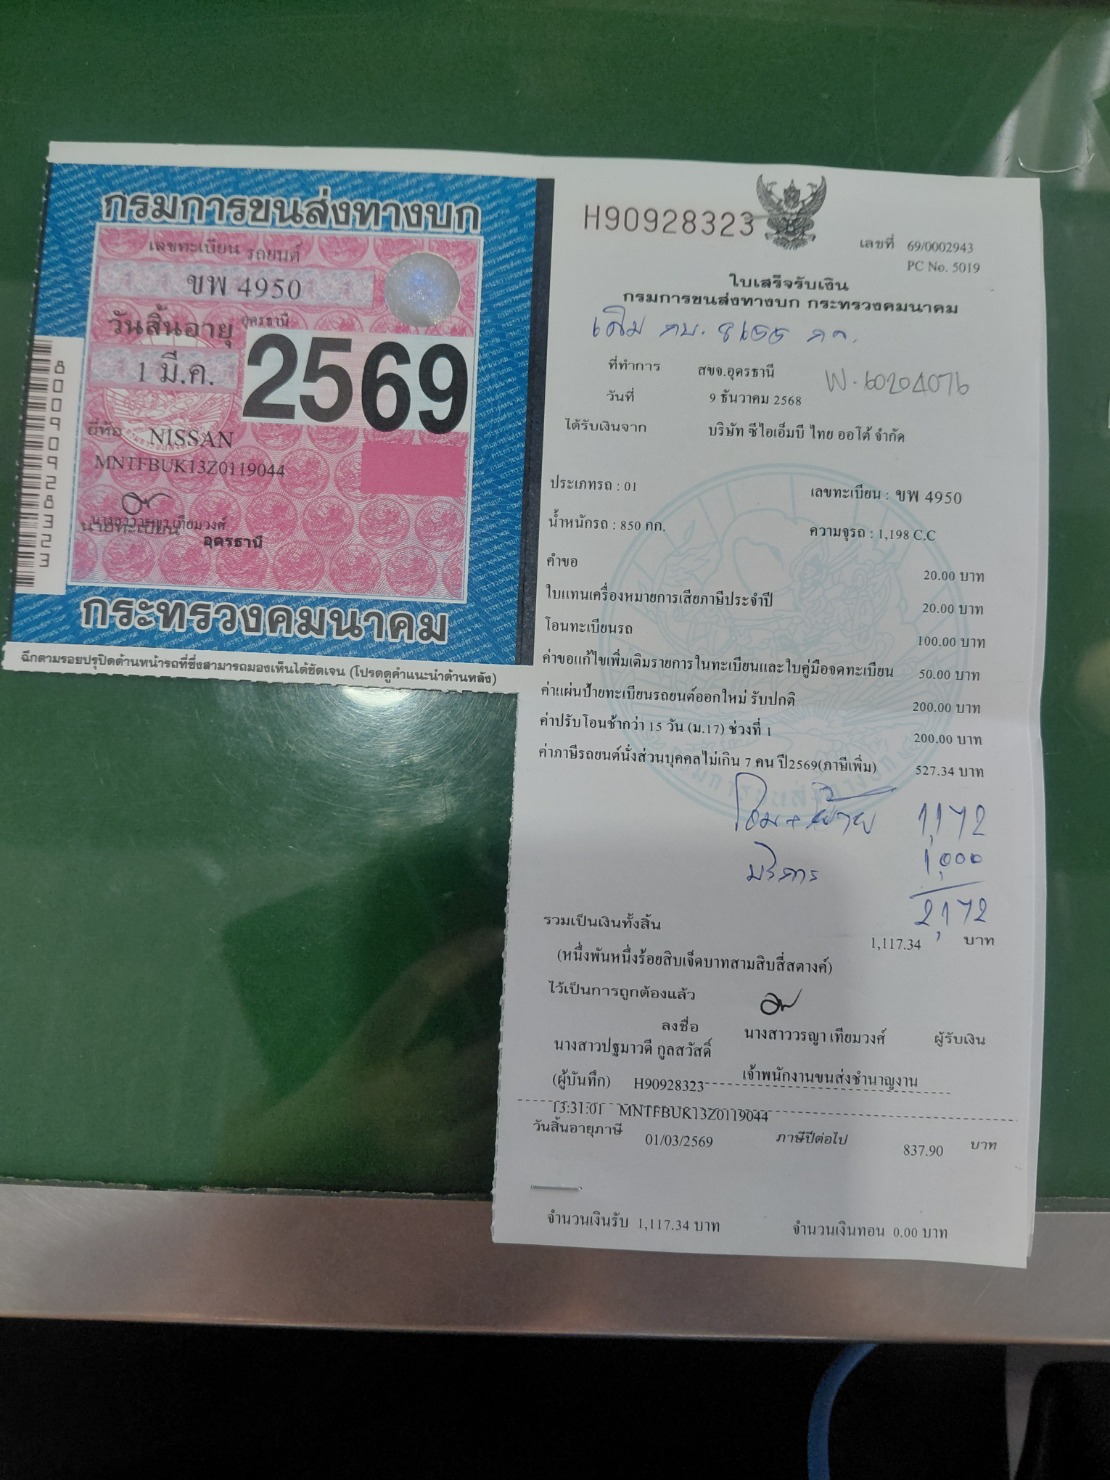 กรมการขนส่งทางบก
เลขทะเบียน รถยนต์
ขพ 4950
อุดรธานี
วันสิ้นอายุ
1 มี.ค.
2569
ยี่ห้อ NISSAN
MNTFBUK13Z0119044
นายทะเบียน
อุดรธานี
กระทรวงคมนาคม
ฉีกตามรอยปรุปิดด้านหน้ารถที่ซึ่งสามารถมองเห็นได้ชัดเจน (โปรดดูคำแนะนำด้านหลัง)
H90928323
H90928323
เลขที่ 69/0002943
PC No. 5019
ใบเสร็จรับเงิน
กรมการขนส่งทางบก กระทรวงคมนาคม
เดิม
ที่ทำการ สขจ.อุดรธานี
W.60204076
วันที่ 9 ธันวาคม 2568
ได้รับเงินจาก บริษัท ซีไอเอ็มบี ไทย ออโต้ จำกัด
ประเภทรถ : 01 เลขทะเบียน : ขพ 4950
น้ำหนักรถ : 850 กก. ความจุรถ : 1,198 C.C
คำขอ 20.00 บาท
ใบแทนเครื่องหมายการเสียภาษีประจำปี 20.00 บาท
โอนทะเบียนรถ 100.00 บาท
ค่าขอแก้ไขเพิ่มเติมรายการในทะเบียนและใบคู่มือจดทะเบียน 50.00 บาท
ค่าแผ่นป้ายทะเบียนรถยนต์ออกใหม่ รับปกติ 200.00 บาท
ค่าปรับโอนช้ากว่า 15 วัน (ม.17) ช่วงที่ 1 200.00 บาท
ค่าภาษีรถยนต์นั่งส่วนบุคคลไม่เกิน 7 คน ปี2569(ภาษีเพิ่ม) 527.34 บาท
โอน + ย้าย 1,172
บริการ 1,000
2,172
รวมเป็นเงินทั้งสิ้น 1,117.34 บาท
(หนึ่งพันหนึ่งร้อยสิบเจ็ดบาทสามสิบสี่สตางค์)
ไว้เป็นการถูกต้องแล้ว
ลงชื่อ นางสาววรญา เทียมวงศ์ ผู้รับเงิน
นางสาวปฐมาวดี กูลสวัสดิ์
(ผู้บันทึก) H90928323 เจ้าพนักงานขนส่งชำนาญงาน
13:31:01 MNTFBUK13Z0119044
วันสิ้นอายุภาษี 01/03/2569 ภาษีปีต่อไป 837.90 บาท
จำนวนเงินรับ 1,117.34 บาท จำนวนเงินทอน 0.00 บาท